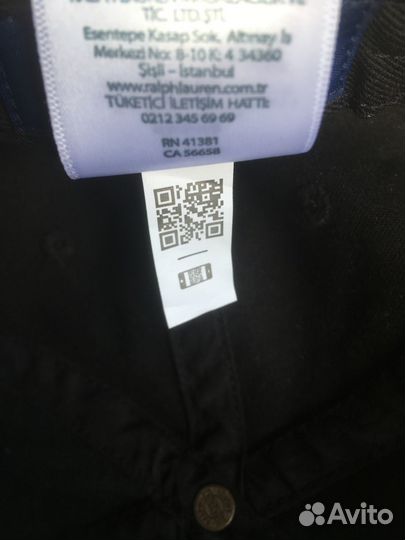 TİC. LTD. ŞTİ.
Esentepe Kasap Sok. Altınay İş
Merkezi No: 8-10 K: 4 34360
Şişli - İstanbul
www.ralphlauren.com.tr
TÜKETİCİ İLETİŞİM HATTI:
0212 345 69 69
RN 41381
CA 56658
Avito